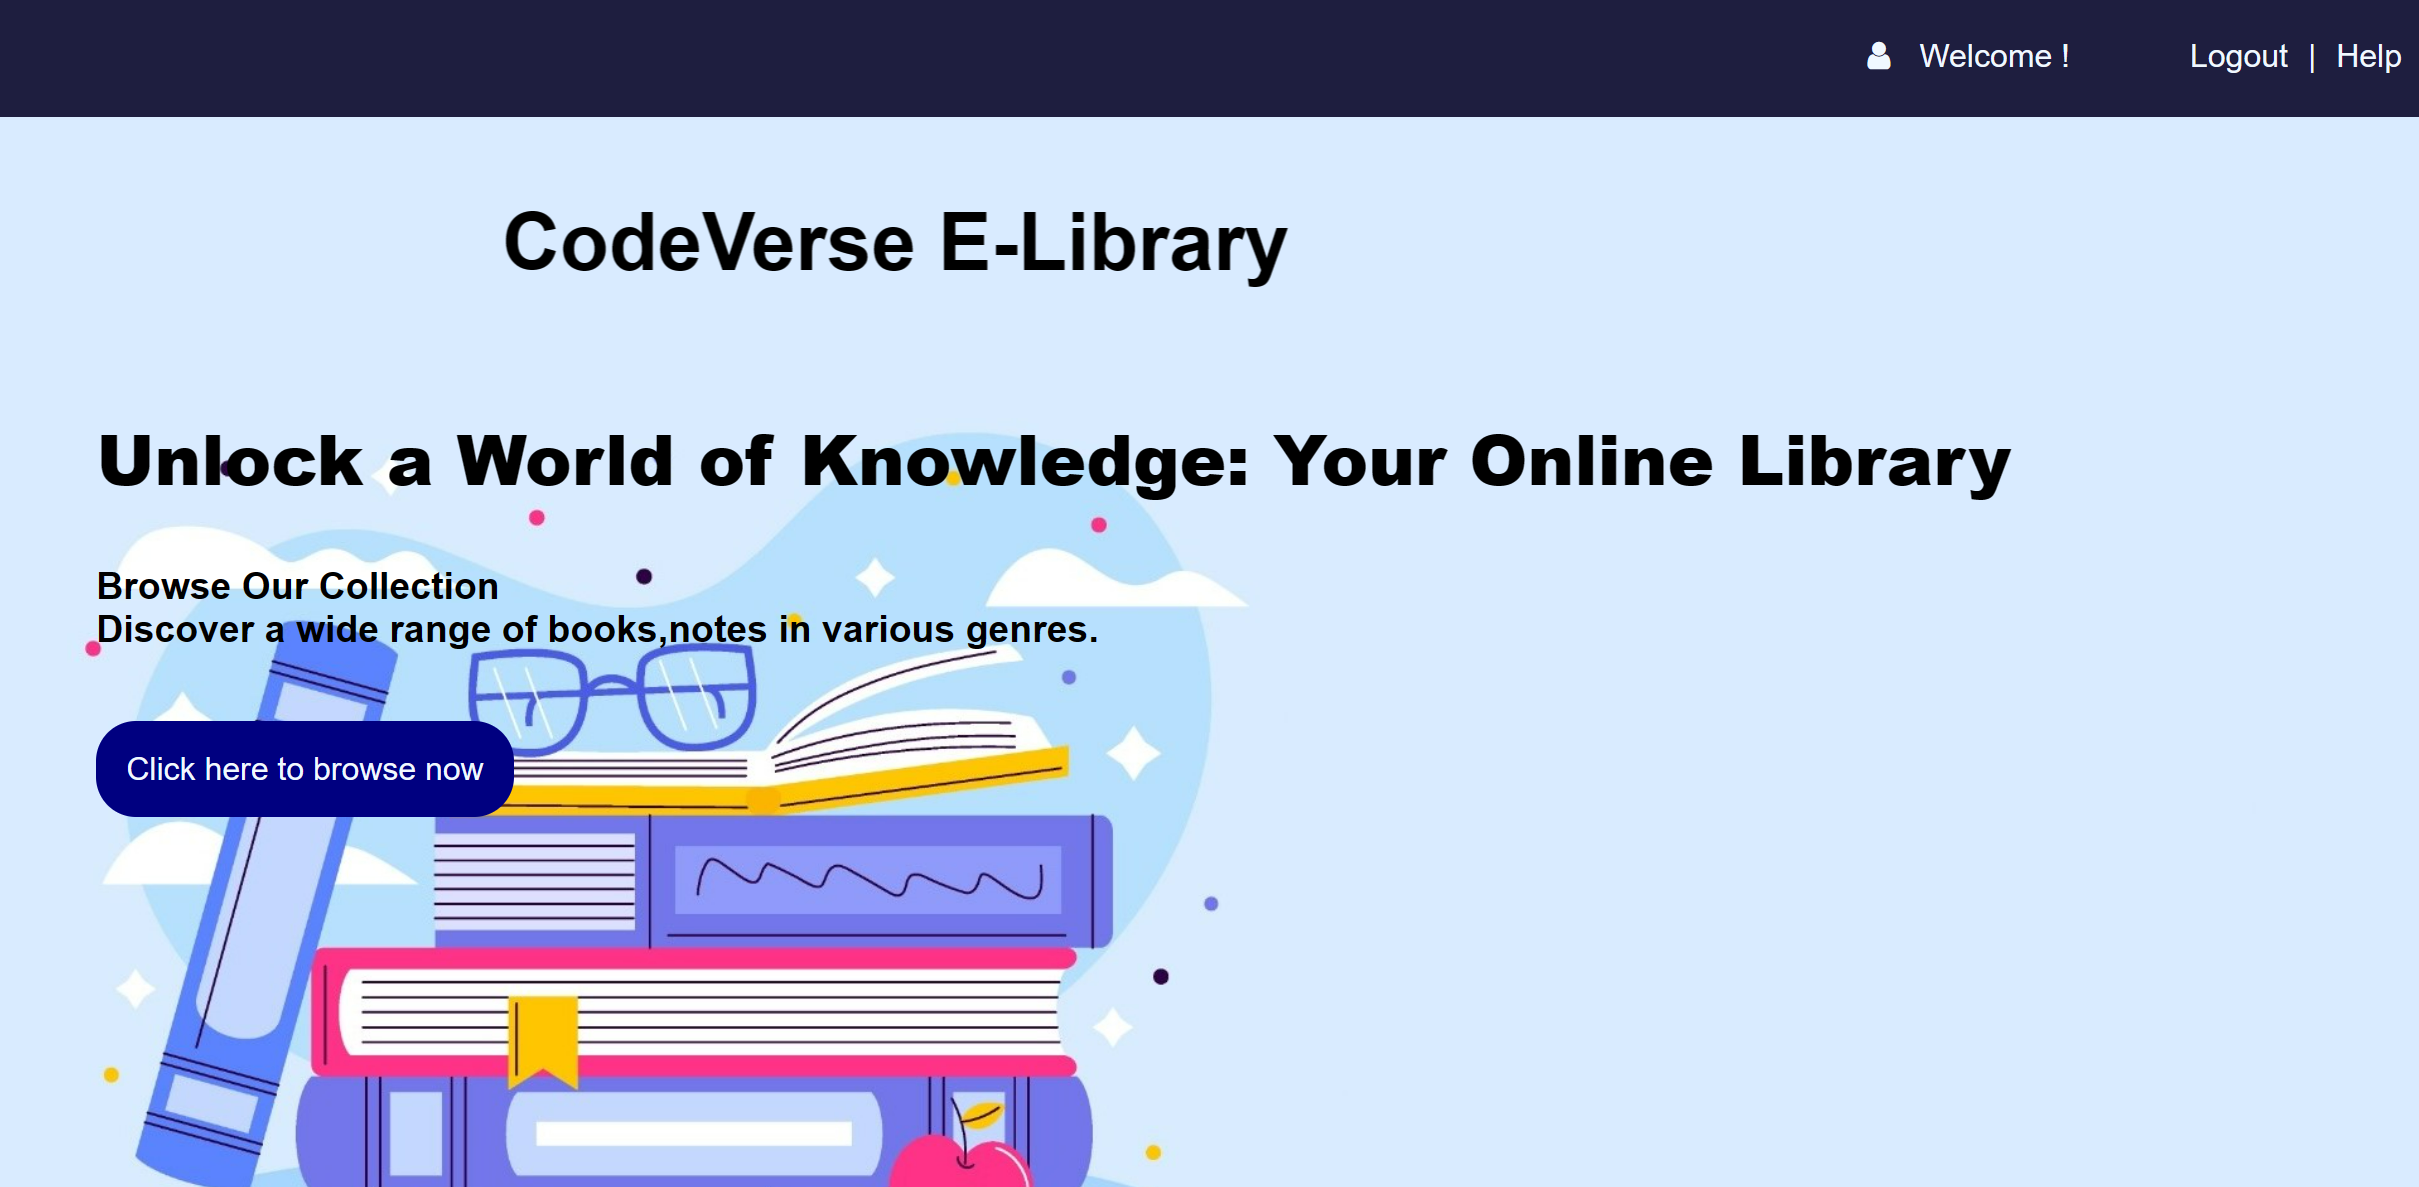 Welcome ! Logout | Help
CodeVerse E-Library
Unlock a World of Knowledge: Your Online Library
Browse Our Collection
Discover a wide range of books,notes in various genres.
Click here to browse now